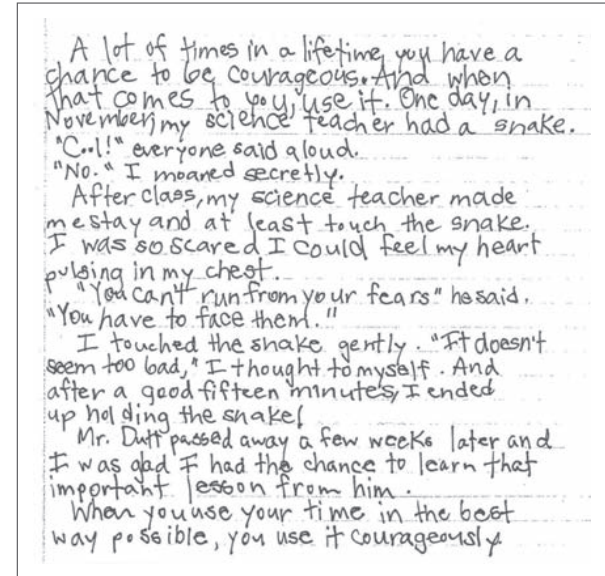 A lot of times in a lifetime, you have a
chance to be courageous. And when
that comes to you, use it. One day, in
November, my science teacher had a snake.
"C..l!" everyone said aloud.
"No." I moaned secretly.
After class, my science teacher made
me stay and at least touch the snake.
I was so scared I could feel my heart
pulsing in my chest.
"You can't run from your fears" he said.
"You have to face them."
I touched the snake gently. "It doesn't
seem too bad," I thought to myself. And
after a good fifteen minutes, I ended
up holding the snake!
Mr. Dutt passed away a few weeks later and
I was glad I had the chance to learn that
important lesson from him.
When you use your time in the best
way possible, you use it courageously